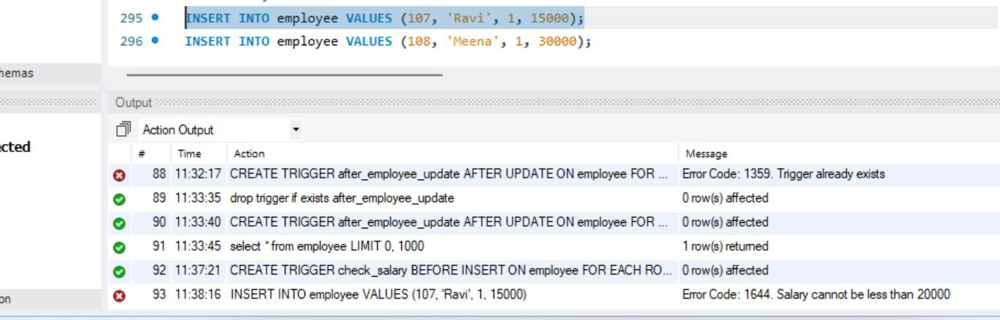 295 INSERT INTO employee VALUES (107, 'Ravi', 1, 15000);
296 INSERT INTO employee VALUES (108, 'Meena', 1, 30000);
hemas
Output
ected
Action Output
# Time Action Message
88 11:32:17 CREATE TRIGGER after_employee_update AFTER UPDATE ON employee FOR ... Error Code: 1359. Trigger already exists
89 11:33:35 drop trigger if exists after_employee_update 0 row(s) affected
90 11:33:40 CREATE TRIGGER after_employee_update AFTER UPDATE ON employee FOR ... 0 row(s) affected
91 11:33:45 select * from employee LIMIT 0, 1000 1 row(s) returned
92 11:37:21 CREATE TRIGGER check_salary BEFORE INSERT ON employee FOR EACH RO... 0 row(s) affected
on
93 11:38:16 INSERT INTO employee VALUES (107, 'Ravi', 1, 15000) Error Code: 1644. Salary cannot be less than 20000